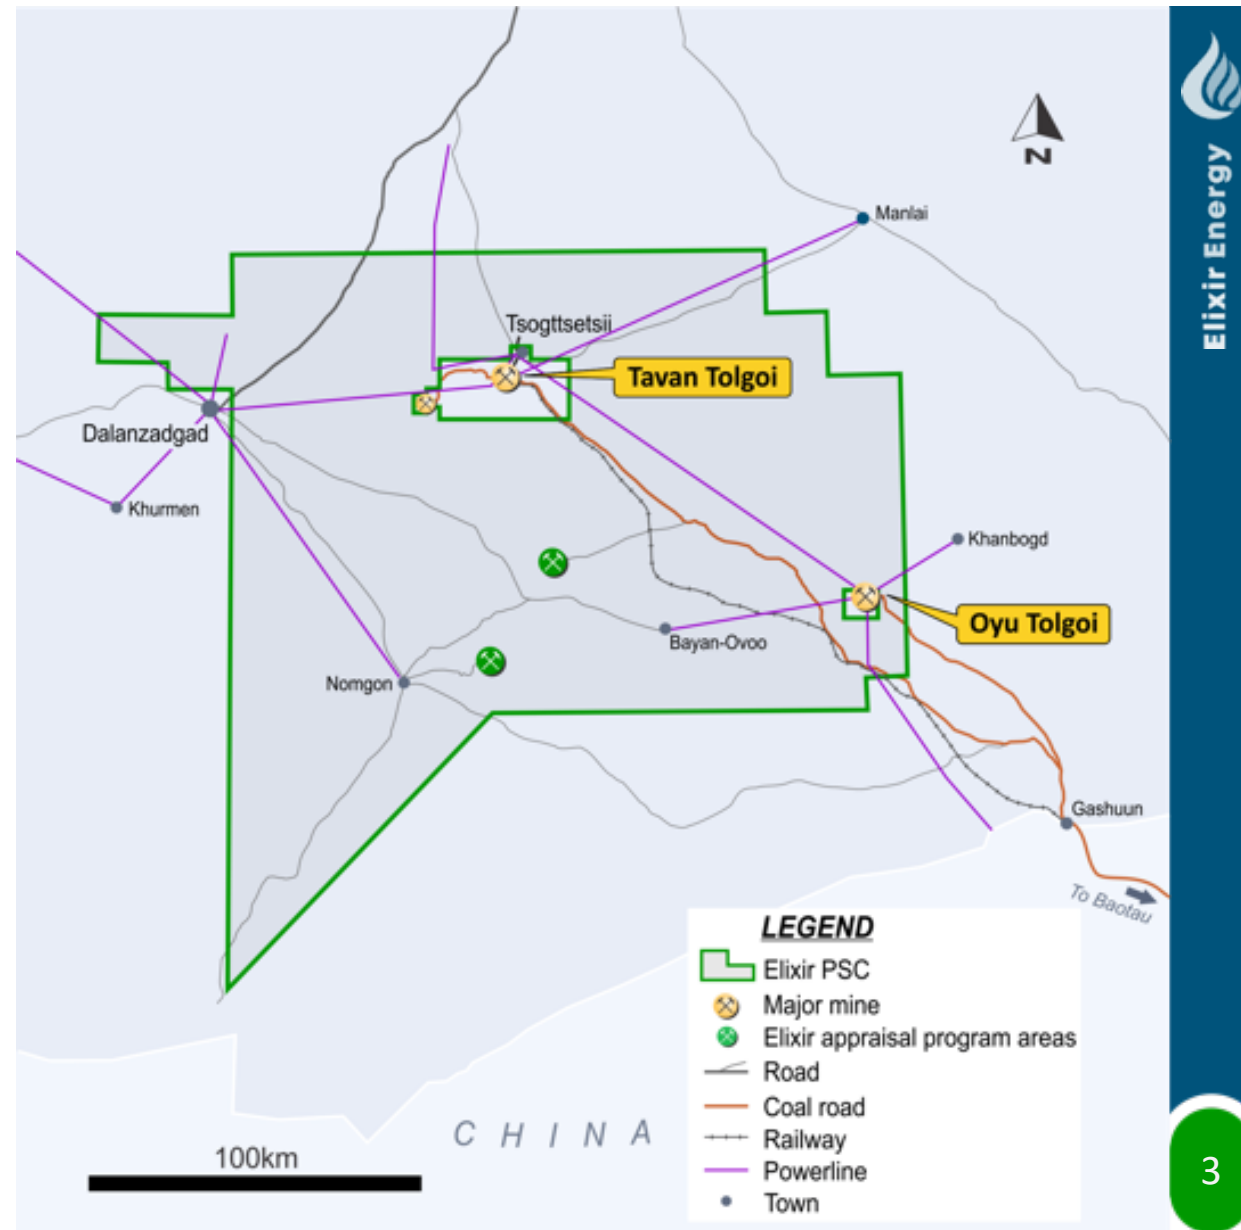 Elixir Energy
N
Manlai
Tsogttsetsii
Tavan Tolgoi
Dalanzadgad
Khurmen
Khanbogd
Oyu Tolgoi
Bayan-Ovoo
Nomgon
Gashuun
To Baotau
LEGEND
Elixir PSC
Major mine
Elixir appraisal program areas
Road
Coal road
Railway
Powerline
Town
CHINA
100km
3